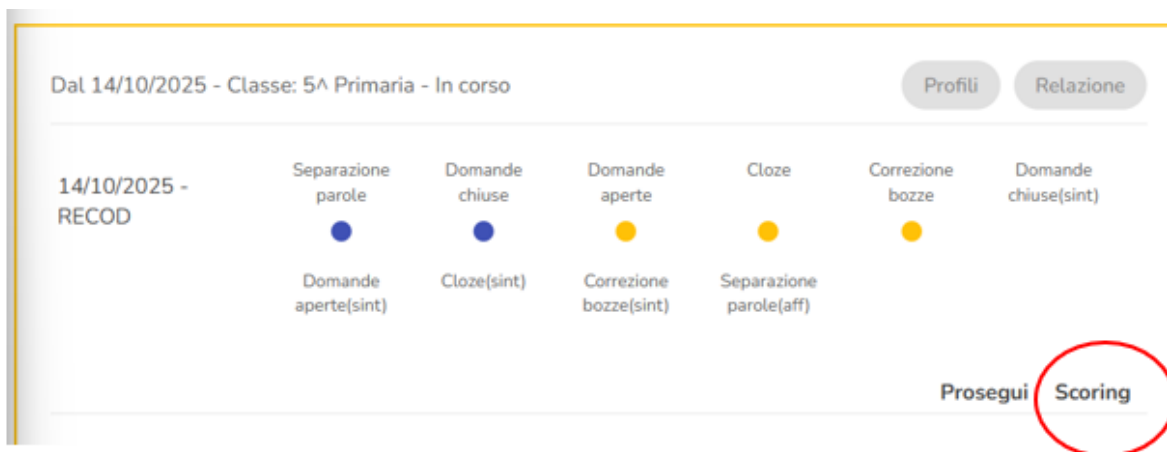 Dal 14/10/2025 - Classe: 5^ Primaria - In corso
Profili
Relazione
14/10/2025 -
RECOD
Separazione
parole
Domande
chiuse
Domande
aperte
Cloze
Correzione
bozze
Domande
chiuse(sint)
Domande
aperte(sint)
Cloze(sint)
Correzione
bozze(sint)
Separazione
parole(aff)
Prosegui
Scoring